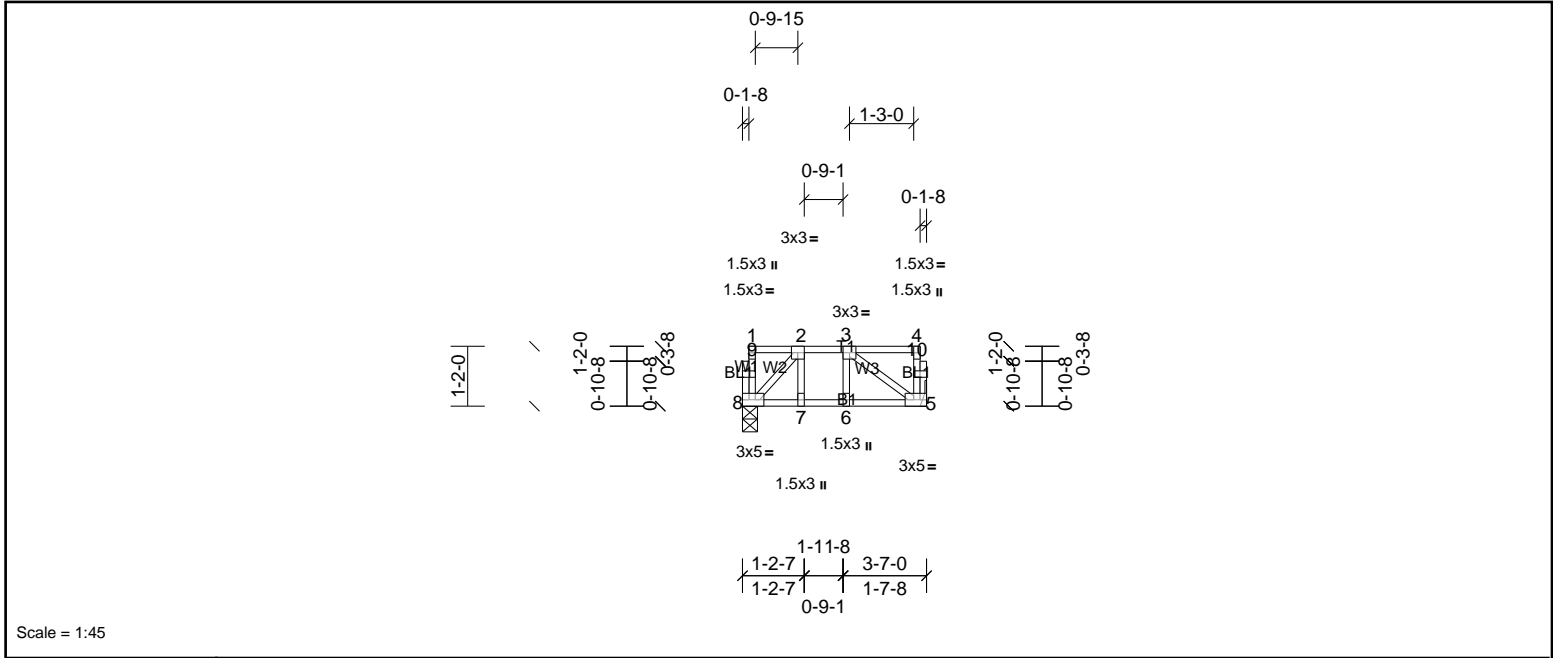 0-9-15
0-1-8
1-3-0
0-9-1
0-1-8
3x3=
1.5x3 II
1.5x3=
1.5x3=
1.5x3 II
3x3=
1 2 3 4
9 T1 10
1-2-0
1-2-0
0-10-8
0-10-8
0-3-8
BL1 W1 W2 W3 BL1
1-2-0
0-10-8
0-10-8
0-3-8
8 B1 5
7 6
3x5=
1.5x3 II
3x5=
1.5x3 II
1-11-8
1-2-7 3-7-0
1-2-7 1-7-8
0-9-1
Scale = 1:45